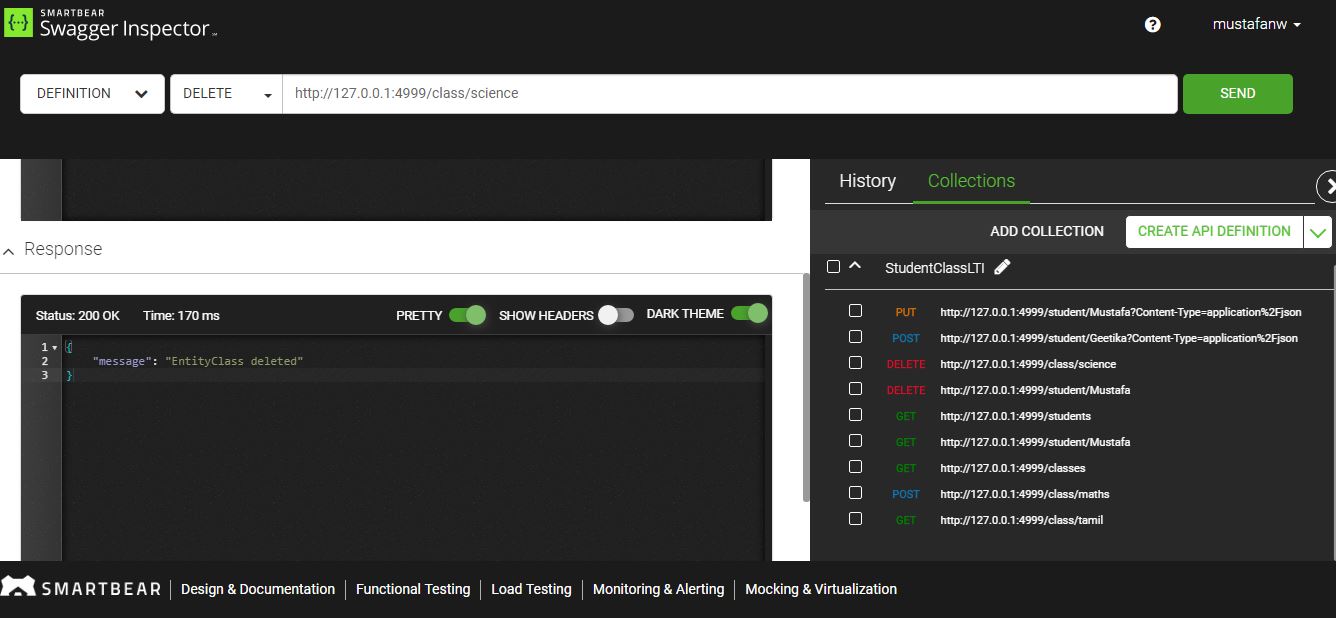 SMARTBEAR
Swagger Inspector
mustafanw
DEFINITION DELETE http://127.0.0.1:4999/class/science SEND
History Collections
ADD COLLECTION CREATE API DEFINITION
Response
StudentClassLTI
Status: 200 OK Time: 170 ms PRETTY SHOW HEADERS DARK THEME
1 {
2 "message": "EntityClass deleted"
3 }
PUT http://127.0.0.1:4999/student/Mustafa?Content-Type=application%2Fjson
POST http://127.0.0.1:4999/student/Geetika?Content-Type=application%2Fjson
DELETE http://127.0.0.1:4999/class/science
DELETE http://127.0.0.1:4999/student/Mustafa
GET http://127.0.0.1:4999/students
GET http://127.0.0.1:4999/student/Mustafa
GET http://127.0.0.1:4999/classes
POST http://127.0.0.1:4999/class/maths
GET http://127.0.0.1:4999/class/tamil
SMARTBEAR Design & Documentation Functional Testing Load Testing Monitoring & Alerting Mocking & Virtualization